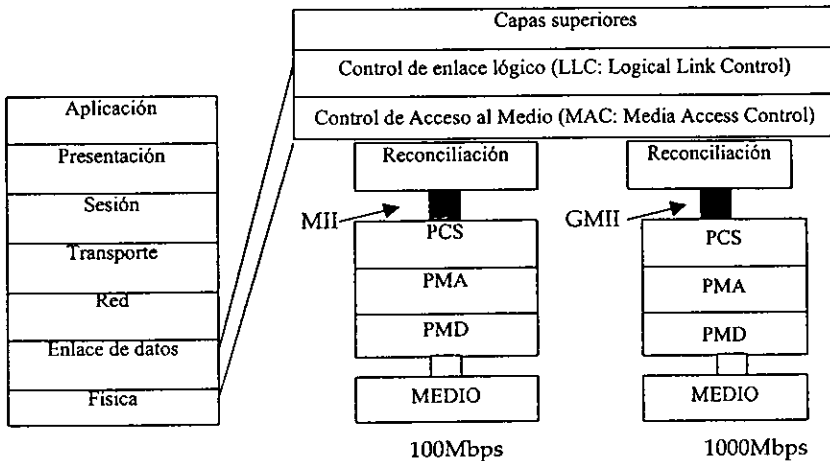 Capas superiores
Control de enlace lógico (LLC: Logical Link Control)
Control de Acceso al Medio (MAC: Media Access Control)
Aplicación
Presentación
Sesión
Transporte
Red
Enlace de datos
Física
Reconciliación
MII
PCS
PMA
PMD
MEDIO
100Mbps
Reconciliación
GMII
PCS
PMA
PMD
MEDIO
1000Mbps